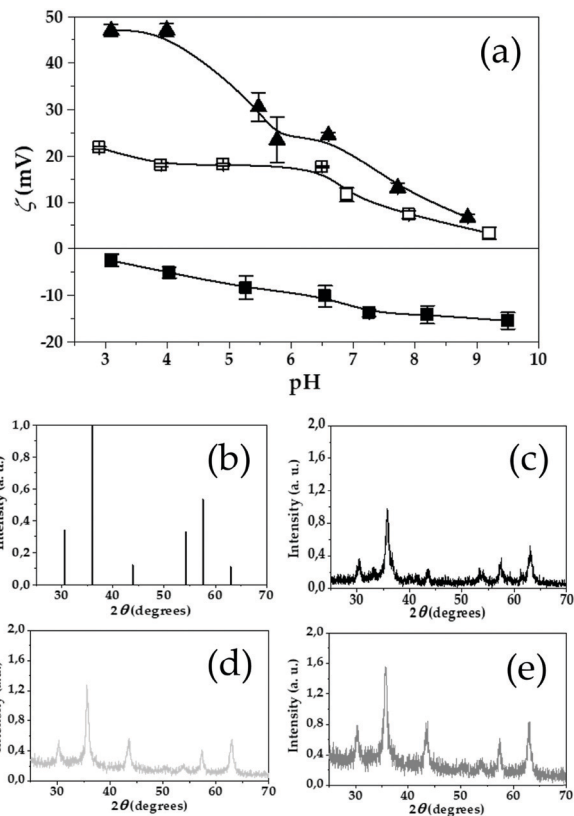 50
(a)
40
30
20
10
0
-10
-20
ζ (mV)
3 4 5 6 7 8 9 10
pH
1,0
(b)
0,8
0,6
0,4
0,2
0,0
Intensity (a. u.)
30 40 50 60 70
2θ(degrees)
2,0
(c)
1,6
1,2
0,8
0,4
0,0
Intensity (a. u.)
30 40 50 60 70
2θ(degrees)
2,0
(d)
1,6
1,2
0,8
0,4
0,0
30 40 50 60 70
2θ(degrees)
2,0
(e)
1,6
1,2
0,8
0,4
0,0
Intensity (a. u.)
30 40 50 60 70
2θ(degrees)